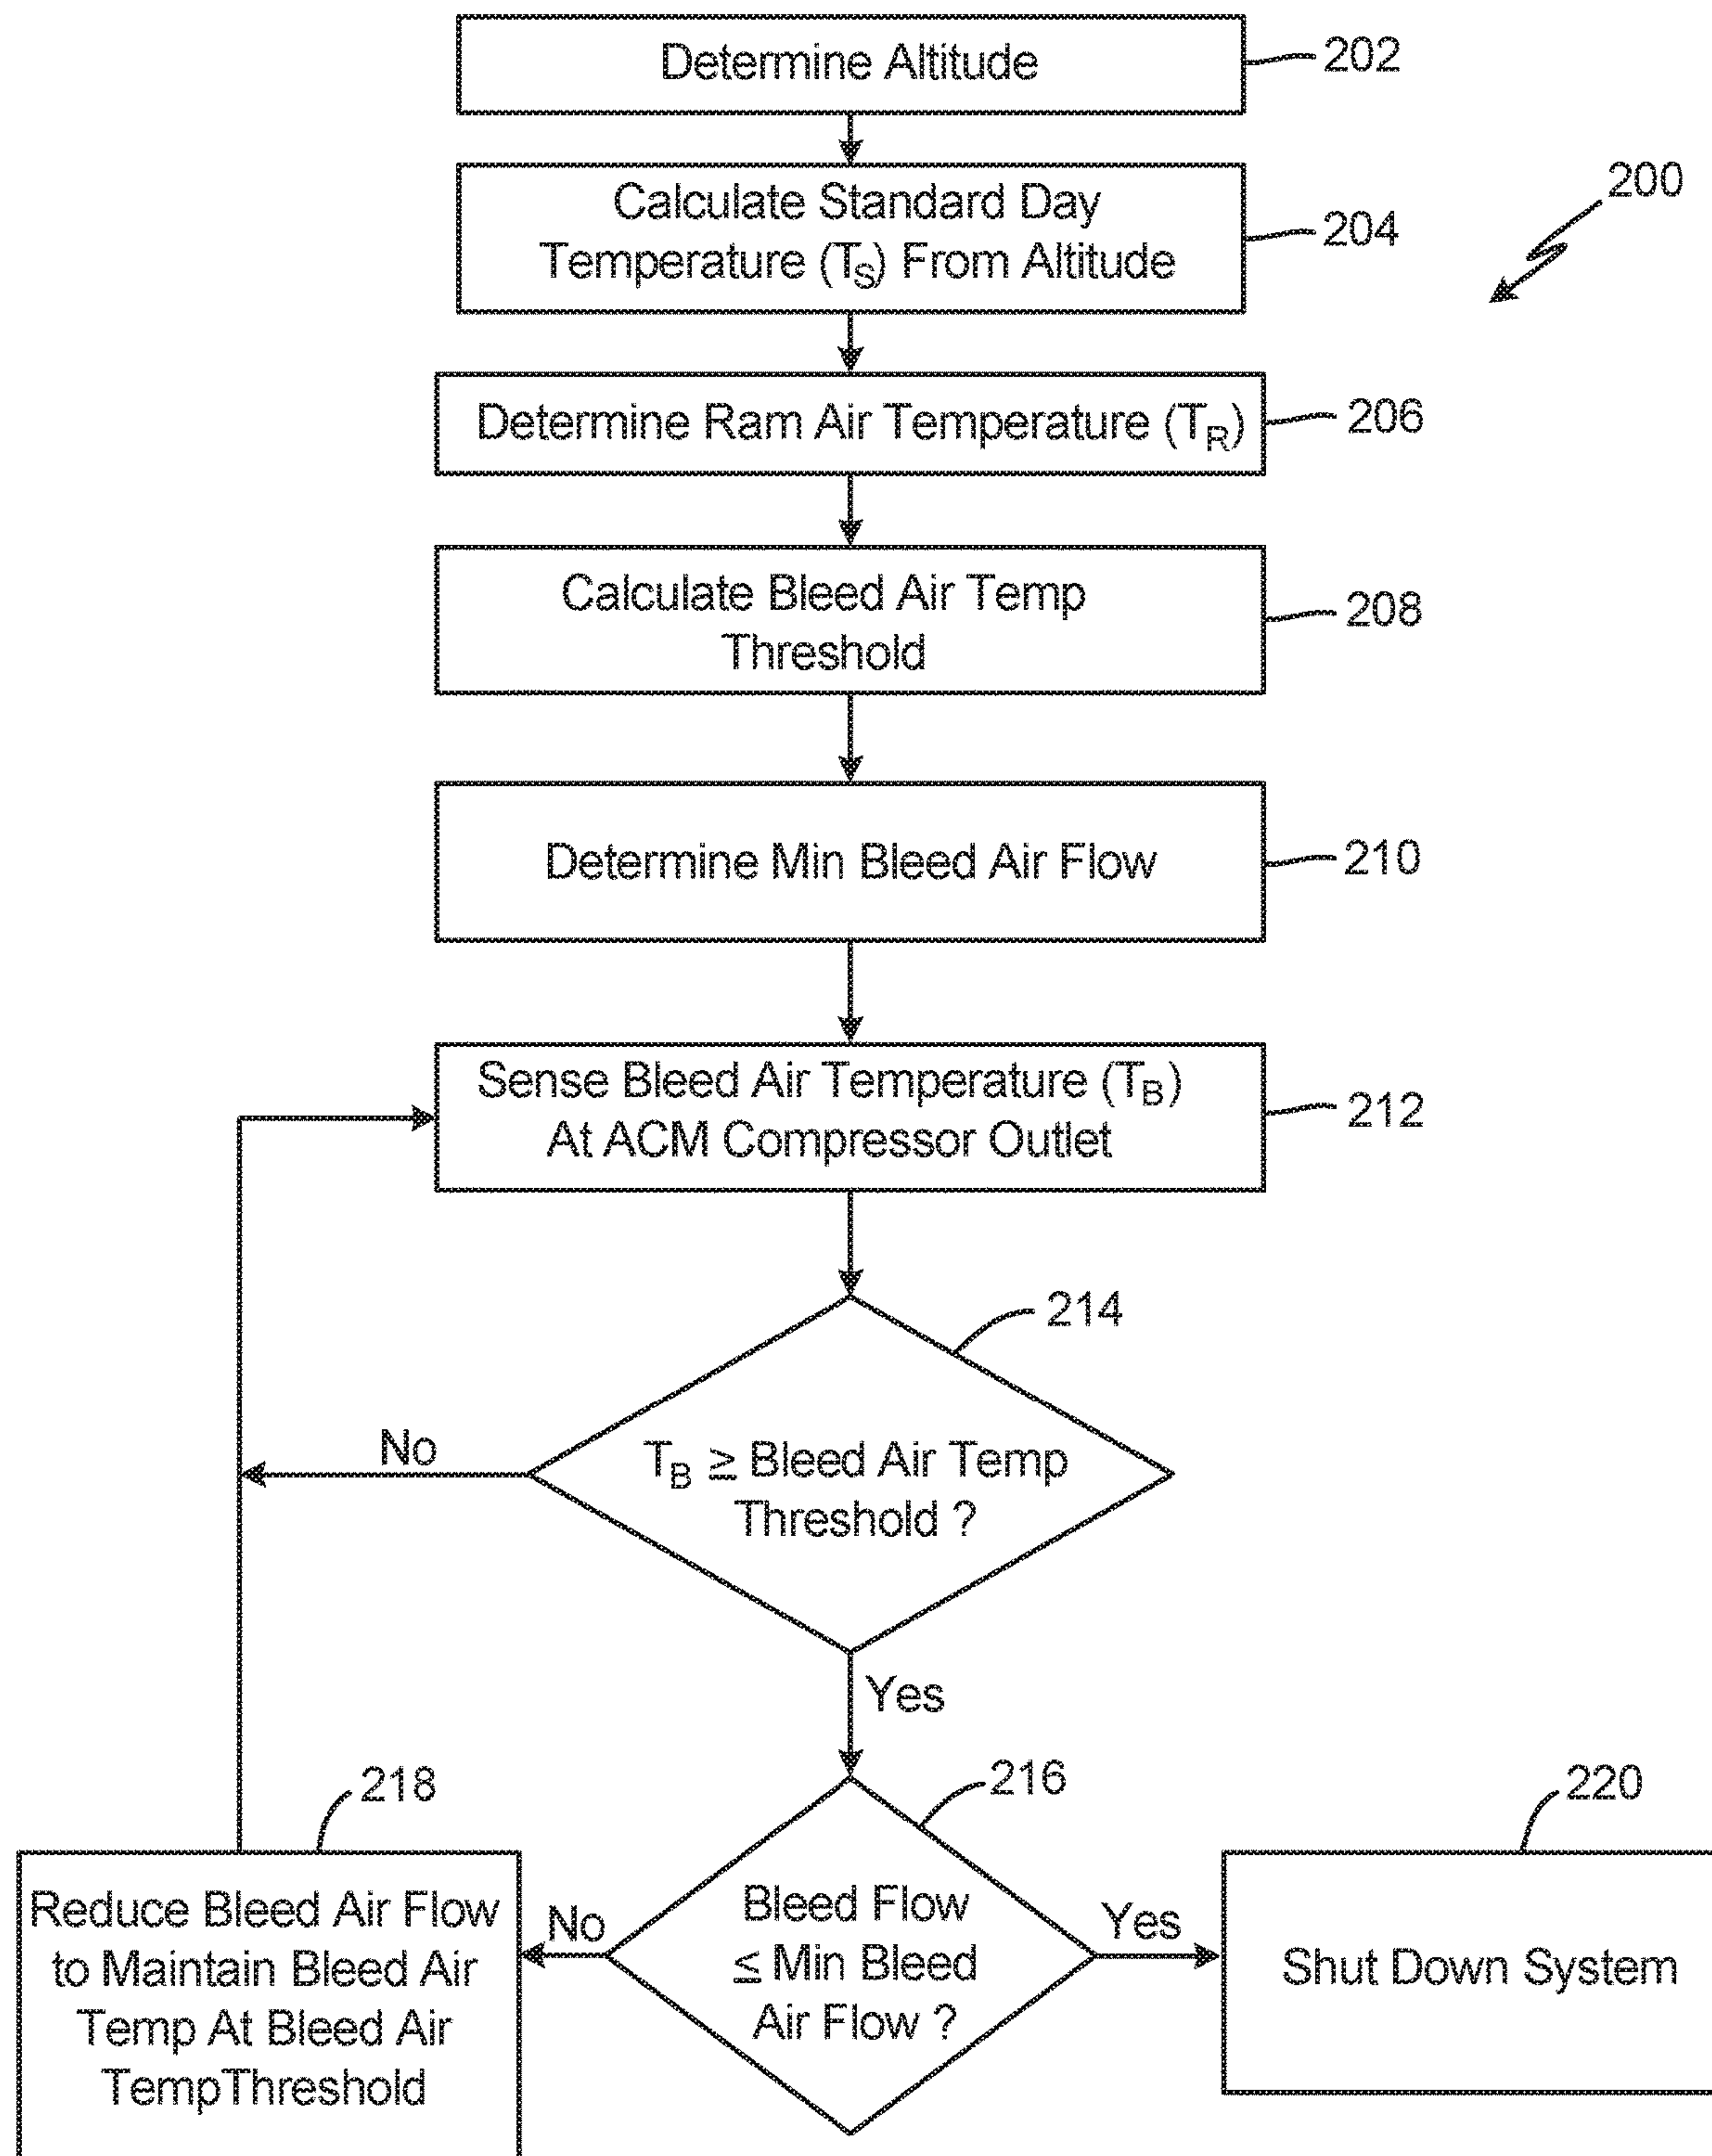 Determine Altitude
202
Calculate Standard Day
Temperature (TS) From Altitude
204
200
Determine Ram Air Temperature (TR)
206
Calculate Bleed Air Temp
Threshold
208
Determine Min Bleed Air Flow
210
Sense Bleed Air Temperature (TB)
At ACM Compressor Outlet
212
214
TB ≥ Bleed Air Temp
Threshold ?
No
Yes
216
Bleed Flow
≤ Min Bleed
Air Flow ?
No
Yes
218
Reduce Bleed Air Flow
to Maintain Bleed Air
Temp At Bleed Air
TempThreshold
220
Shut Down System